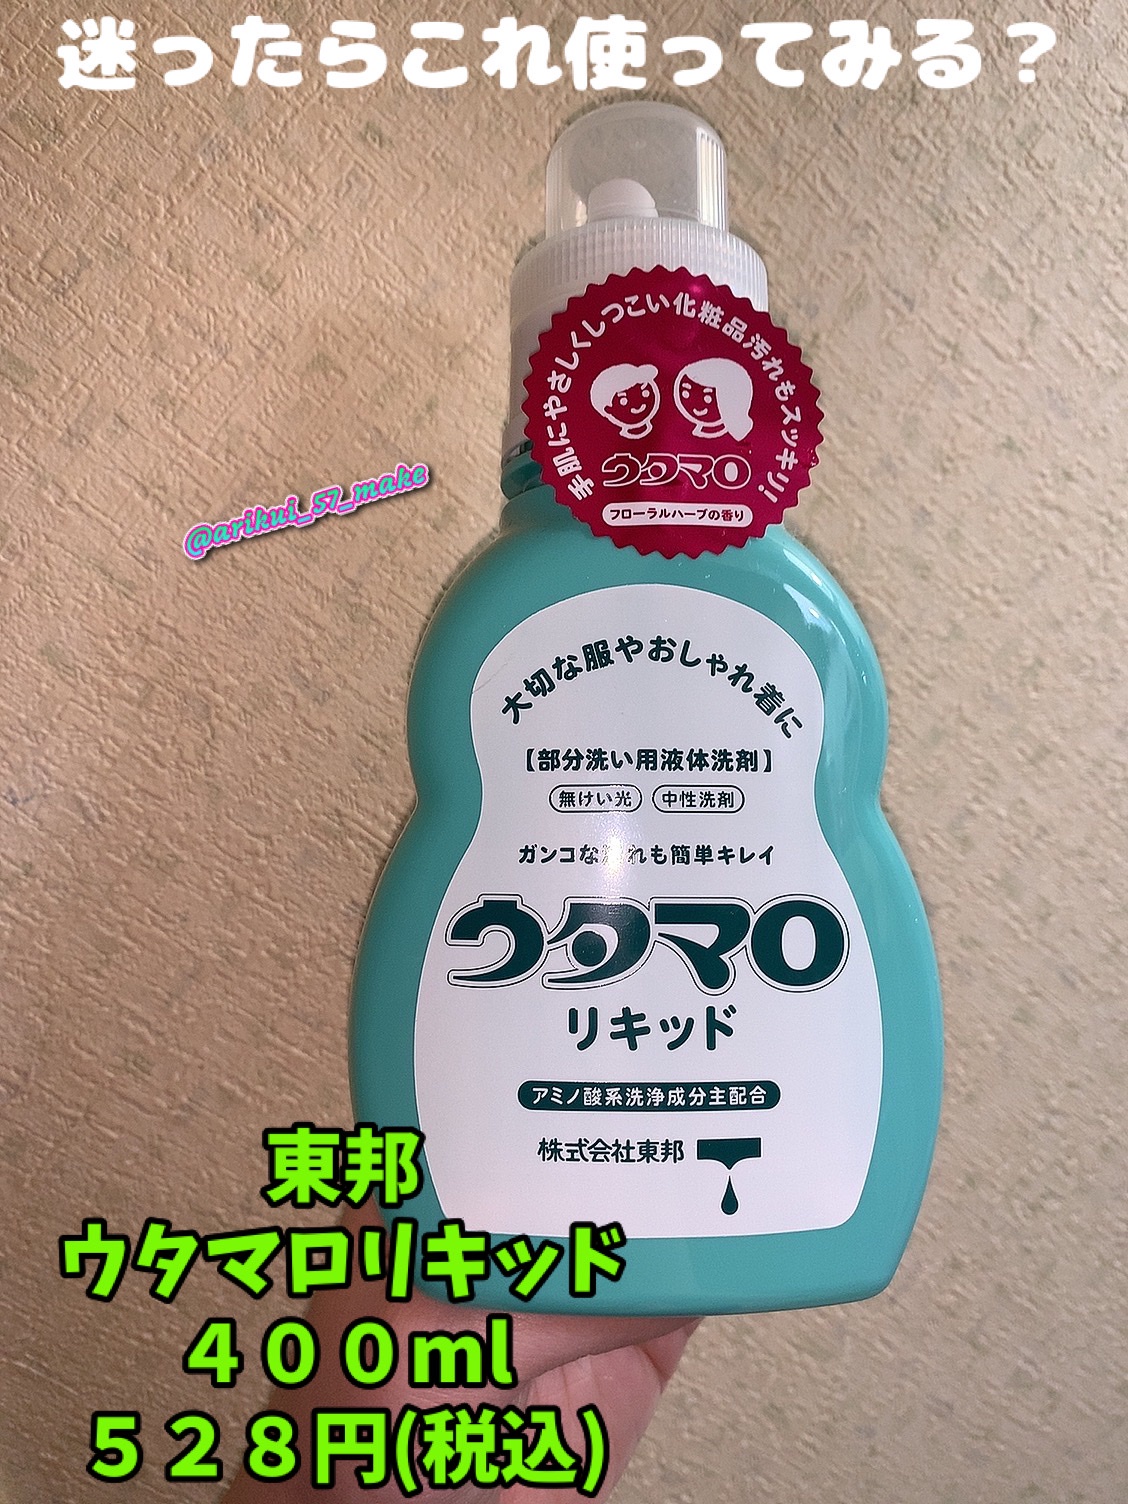 迷ったらこれ使ってみる？
手肌にやさしくしつこい化粧品汚れもスッキリ!!
ウタマロ
フローラルハーブの香り
@arikui_57_make
大切な服やおしゃれ着に
【部分洗い用液体洗剤】
無けい光 中性洗剤
ガンコな れも簡単キレイ
ウタマロ
リキッド
アミノ酸系洗浄成分主配合
株式会社東邦
東邦
ウタマロリキッド
４００ml
５２８円(税込)